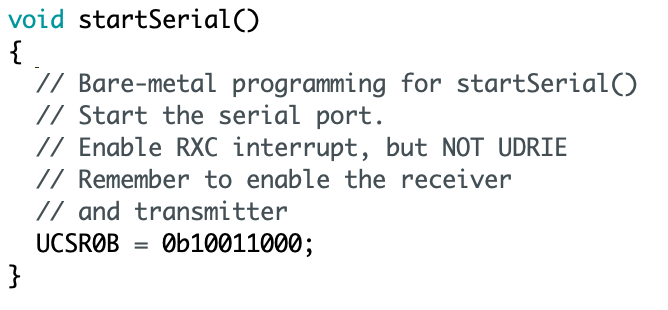 void startSerial()
{
// Bare-metal programming for startSerial()
// Start the serial port.
// Enable RXC interrupt, but NOT UDRIE
// Remember to enable the receiver
// and transmitter
UCSR0B = 0b10011000;
}